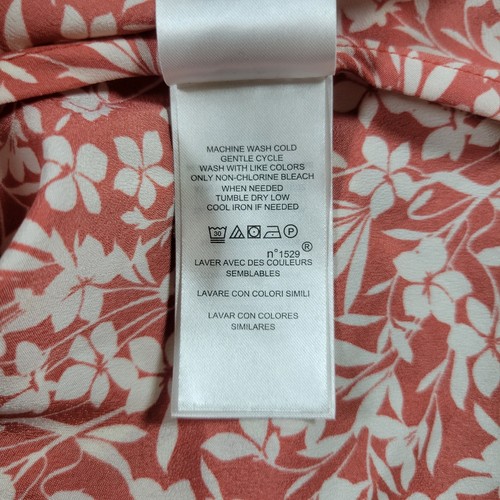 MACHINE WASH COLD
GENTLE CYCLE
WASH WITH LIKE COLORS
ONLY NON-CHLORINE BLEACH
WHEN NEEDED
TUMBLE DRY LOW
COOL IRON IF NEEDED
30 P
n°1529®
LAVER AVEC DES COULEURS
SEMBLABLES
LAVARE CON COLORI SIMILI
LAVAR CON COLORES
SIMILARES